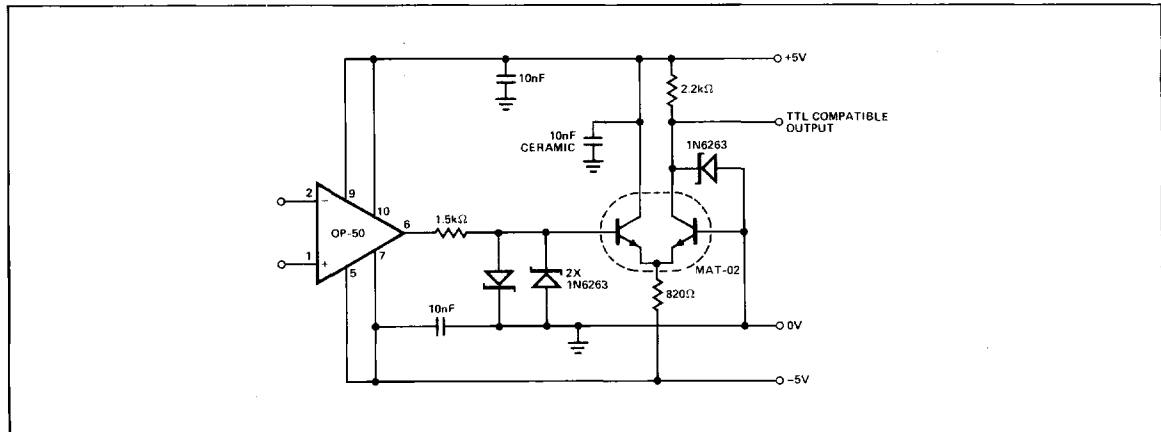 +5V
10nF
2.2kΩ
TTL COMPATIBLE
OUTPUT
10nF
CERAMIC
1N6263
2
9
10
OP-50
6
1.5kΩ
1
7
5
2X
1N6263
MAT-02
820Ω
10nF
0V
−5V
−
+